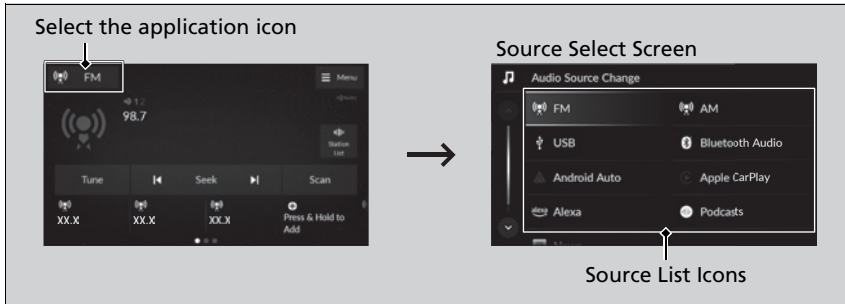 Select the application icon
FM
Menu
12
98.7
Station
List
Tune
Seek
Scan
XX.X
XX.X
XX.X
Press & Hold to
Add
Source Select Screen
Audio Source Change
FM
AM
USB
Bluetooth Audio
Android Auto
Apple CarPlay
alexa
Alexa
Podcasts
Source List Icons